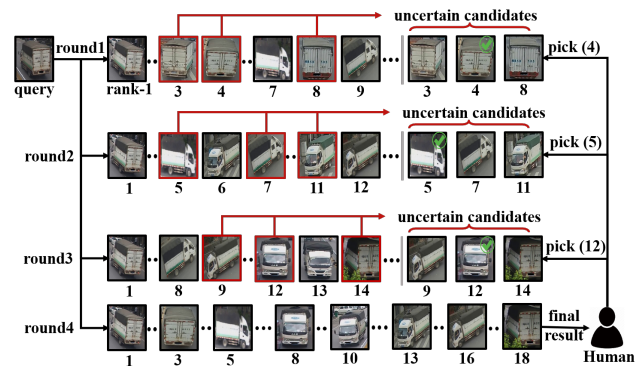 uncertain candidates
round1
query
rank-1 3 4 7 8 9 3 4 8
pick (4)
uncertain candidates
round2
1 5 6 7 11 12 5 7 11
pick (5)
uncertain candidates
round3
1 8 9 12 13 14 9 12 14
pick (12)
round4
1 3 5 8 10 13 16 18
final
result
Human